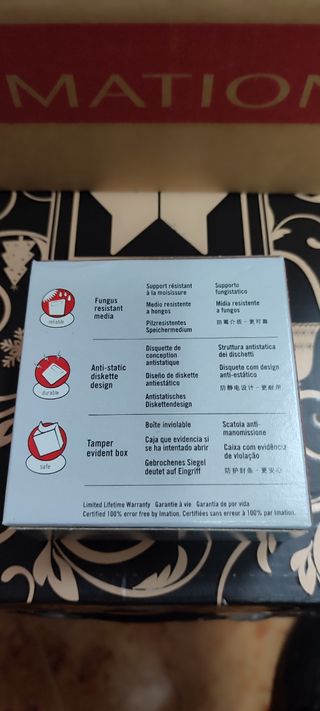 MATION
reliable
Fungus
resistant
media
Support résistant
à la moisissure
Medio resistente
a hongos
Pilzresistentes
Speichermedium
Supporto
fungistatico
Mídia resistente
a fungos
防霉介质·更可靠
durable
Anti-static
diskette
design
Disquette de
conception
antistatique
Diseño de diskette
antiestático
Antistatisches
Diskettendesign
Struttura antistatica
dei dischetti
Disquete com design
anti-estático
防静电设计·更耐用
safe
Tamper
evident box
Boîte inviolable
Caja que evidencia si
se ha intentado abrir
Gebrochenes Siegel
deutet auf Eingriff
Scatola anti-
manomissione
Caixa com evidência
de violação
防护封条·更安心
Limited Lifetime Warranty Garantie à vie Garantía de por vida
Certified 100% error free by Imation. Certifiées sans erreur à 100% par Imation.